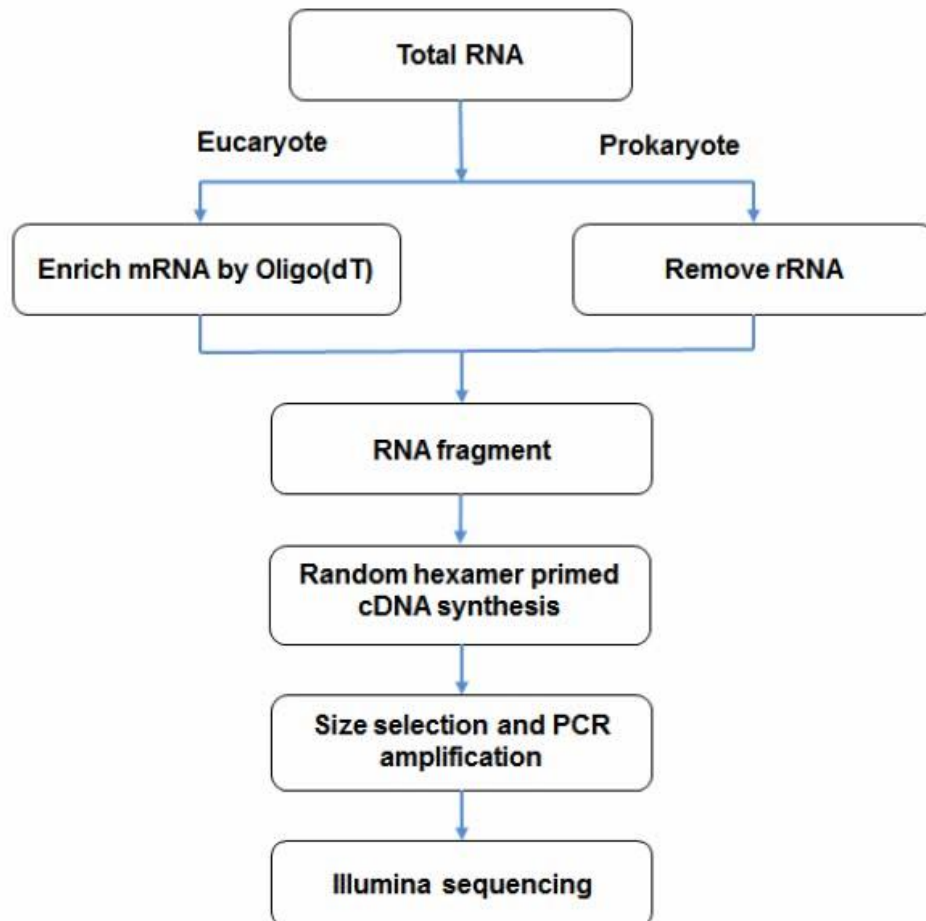 Total RNA
Eucaryote
Prokaryote
Enrich mRNA by Oligo(dT)
Remove rRNA
RNA fragment
Random hexamer primed
cDNA synthesis
Size selection and PCR
amplification
Illumina sequencing